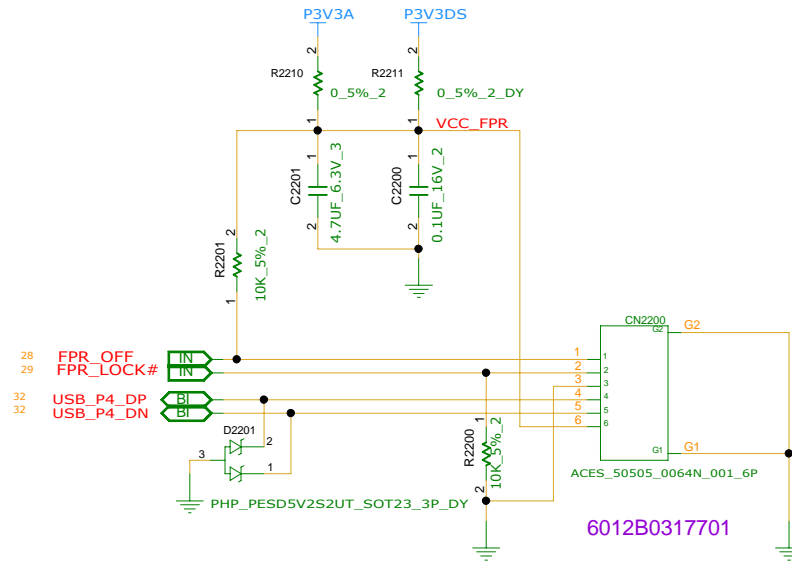 P3V3A P3V3DS
2 2
R2210 R2211
0_5%_2 0_5%_2_DY
1 1
VCC_FPR
1 1
C2201 4.7UF_6.3V_3 C2200 0.1UF_16V_2
2 2
2
R2201 10K_5%_2
1
CN2200
G2 G2
28 FPR_OFF IN 1 1
29 FPR_LOCK# IN 2 2
3 3
32 USB_P4_DP BI 4 4
32 USB_P4_DN BI 5 5
6 6
1
D2201
2
3
1
R2200 10K_5%_2
2
G1 G1
ACES_50505_0064N_001_6P
PHP_PESD5V2S2UT_SOT23_3P_DY
6012B0317701